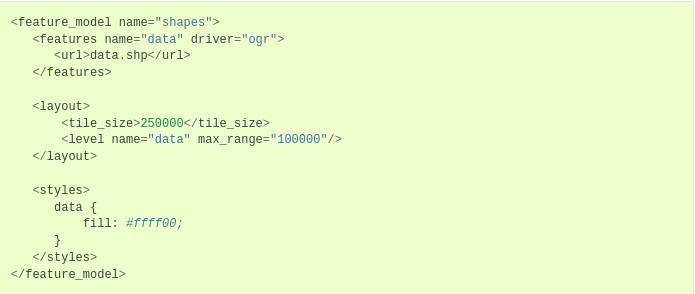 <feature_model name="shapes">
   <features name="data" driver="ogr">
      <url>data.shp</url>
   </features>

   <layout>
       <tile_size>250000</tile_size>
       <level name="data" max_range="100000"/>
   </layout>

   <styles>
      data {
          fill: #ffff00;
      }
   </styles>
</feature_model>